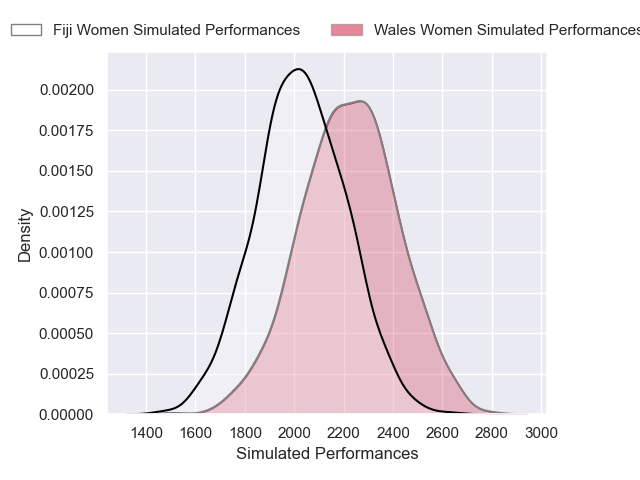 Fiji Women Simulated Performances
Wales Women Simulated Performances
0.00200
0.00175
0.00150
0.00125
0.00100
0.00075
0.00050
0.00025
0.00000
Density
1400 1600 1800 2000 2200 2400 2600 2800 3000
Simulated Performances